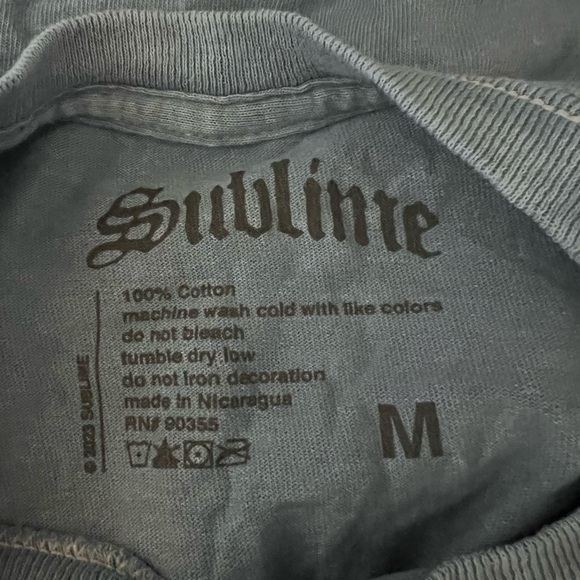 Sublime
100% Cotton
machine wash cold with like colors
do not bleach
tumble dry low
do not iron decoration
made in Nicaragua
RN# 90355
© 2023 SUBLIME
M